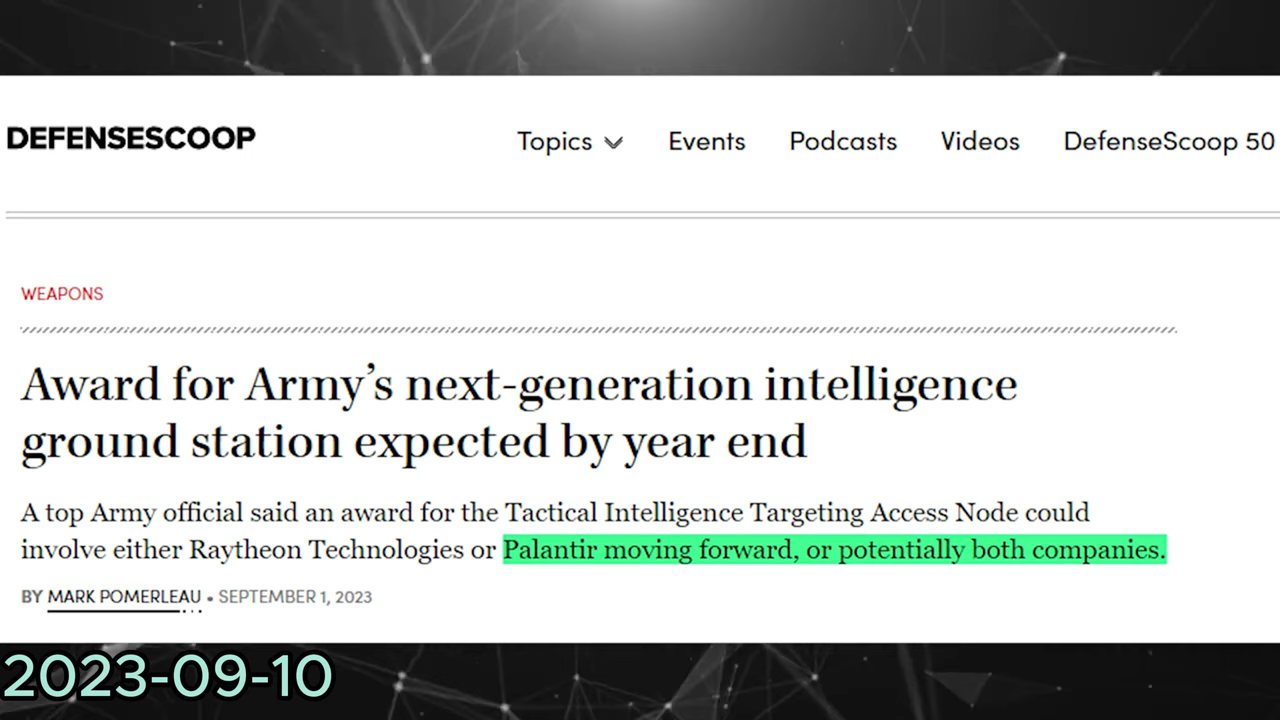 DEFENSESCOOP
Topics Events Podcasts Videos DefenseScoop 50
WEAPONS
Award for Army's next-generation intelligence
ground station expected by year end
A top Army official said an award for the Tactical Intelligence Targeting Access Node could
involve either Raytheon Technologies or Palantir moving forward, or potentially both companies.
BY MARK POMERLEAU • SEPTEMBER 1, 2023
2023-09-10